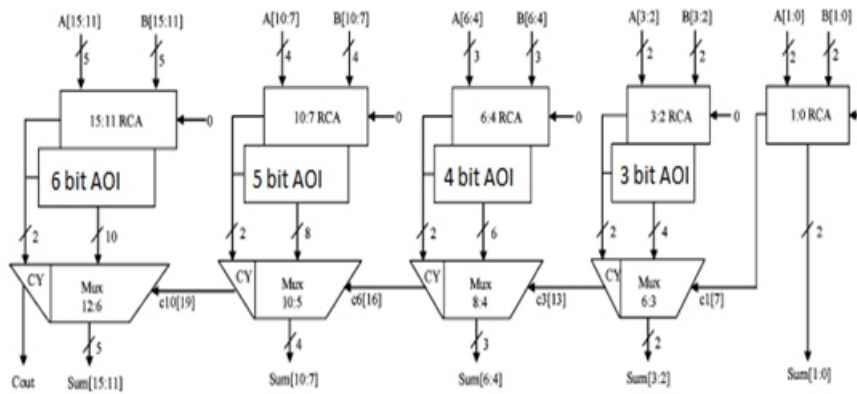 A[15:11] B[15:11] A[10:7] B[10:7] A[6:4] B[6:4] A[3:2] B[3:2] A[1:0] B[1:0]
5 5 4 4 3 3 2 2 2 2
15:11 RCA 0 10:7 RCA 0 6:4 RCA 0 3:2 RCA 0 1:0 RCA
6 bit AOI 5 bit AOI 4 bit AOI 3 bit AOI
2 10 2 8 2 6 2 4 2
CY Mux CY Mux CY Mux CY Mux
12:6 c10[19] 10:5 c6[16] 8:4 c3[13] 6:3 c1[7]
5 4 3 2
Cout Sum[15:11] Sum[10:7] Sum[6:4] Sum[3:2] Sum[1:0]